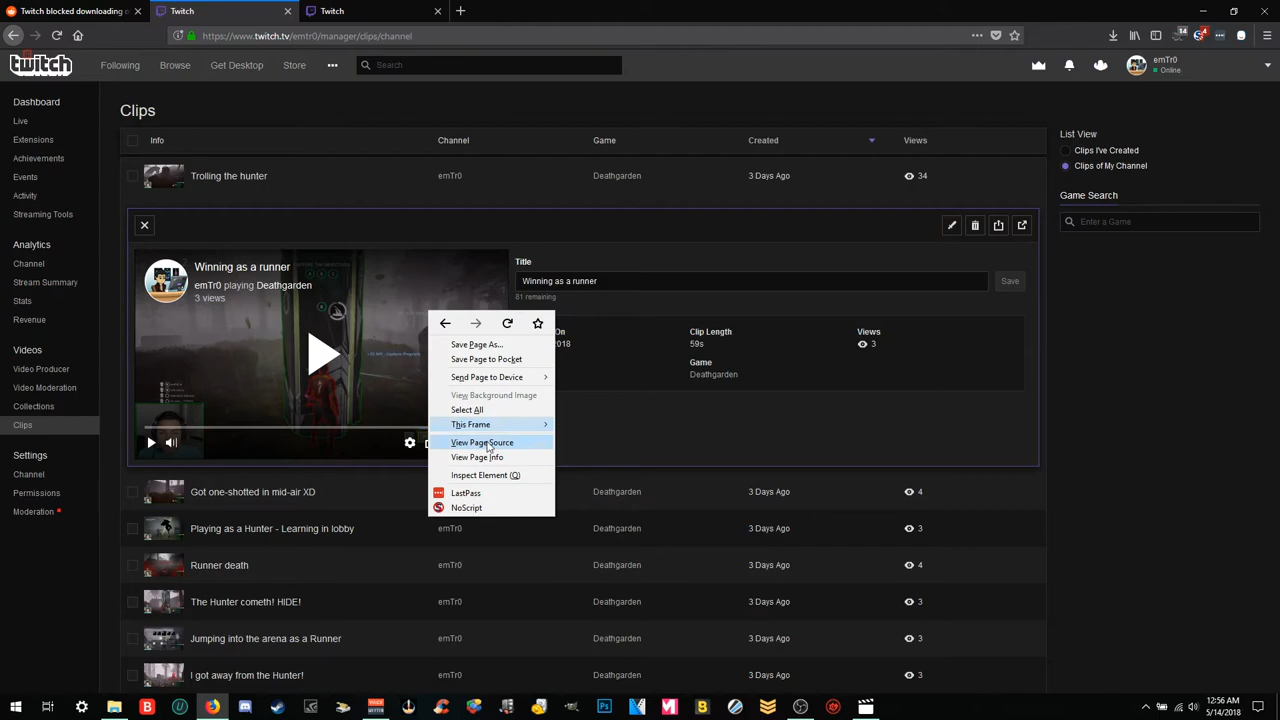 Twitch blocked downloading o
Twitch
Twitch
https://www.twitch.tv/emtr0/manager/clips/channel
14
4
twitch
Following
Browse
Get Desktop
Store
Search
emTr0
Online
Dashboard
Live
Extensions
Achievements
Events
Activity
Streaming Tools
Analytics
Channel
Stream Summary
Stats
Revenue
Videos
Video Producer
Video Moderation
Collections
Clips
Settings
Channel
Permissions
Moderation
Clips
Info
Channel
Game
Created
Views
Trolling the hunter
emTr0
Deathgarden
3 Days Ago
34
Winning as a runner
emTr0 playing Deathgarden
3 views
Title
Winning as a runner
Save
81 remaining
On
2018
Clip Length
59s
Views
3
Game
Deathgarden
Save Page As...
Save Page to Pocket
Send Page to Device
View Background Image
Select All
This Frame
View Page Source
View Page Info
Inspect Element (Q)
LastPass
NoScript
Got one-shotted in mid-air XD
Deathgarden
3 Days Ago
4
Playing as a Hunter - Learning in lobby
emTr0
Deathgarden
3 Days Ago
3
Runner death
emTr0
Deathgarden
3 Days Ago
4
The Hunter cometh! HIDE!
emTr0
Deathgarden
3 Days Ago
3
Jumping into the arena as a Runner
emTr0
Deathgarden
3 Days Ago
3
I got away from the Hunter!
emTr0
Deathgarden
3 Days Ago
3
List View
Clips I've Created
Clips of My Channel
Game Search
Enter a Game
12:56 AM
5/14/2018